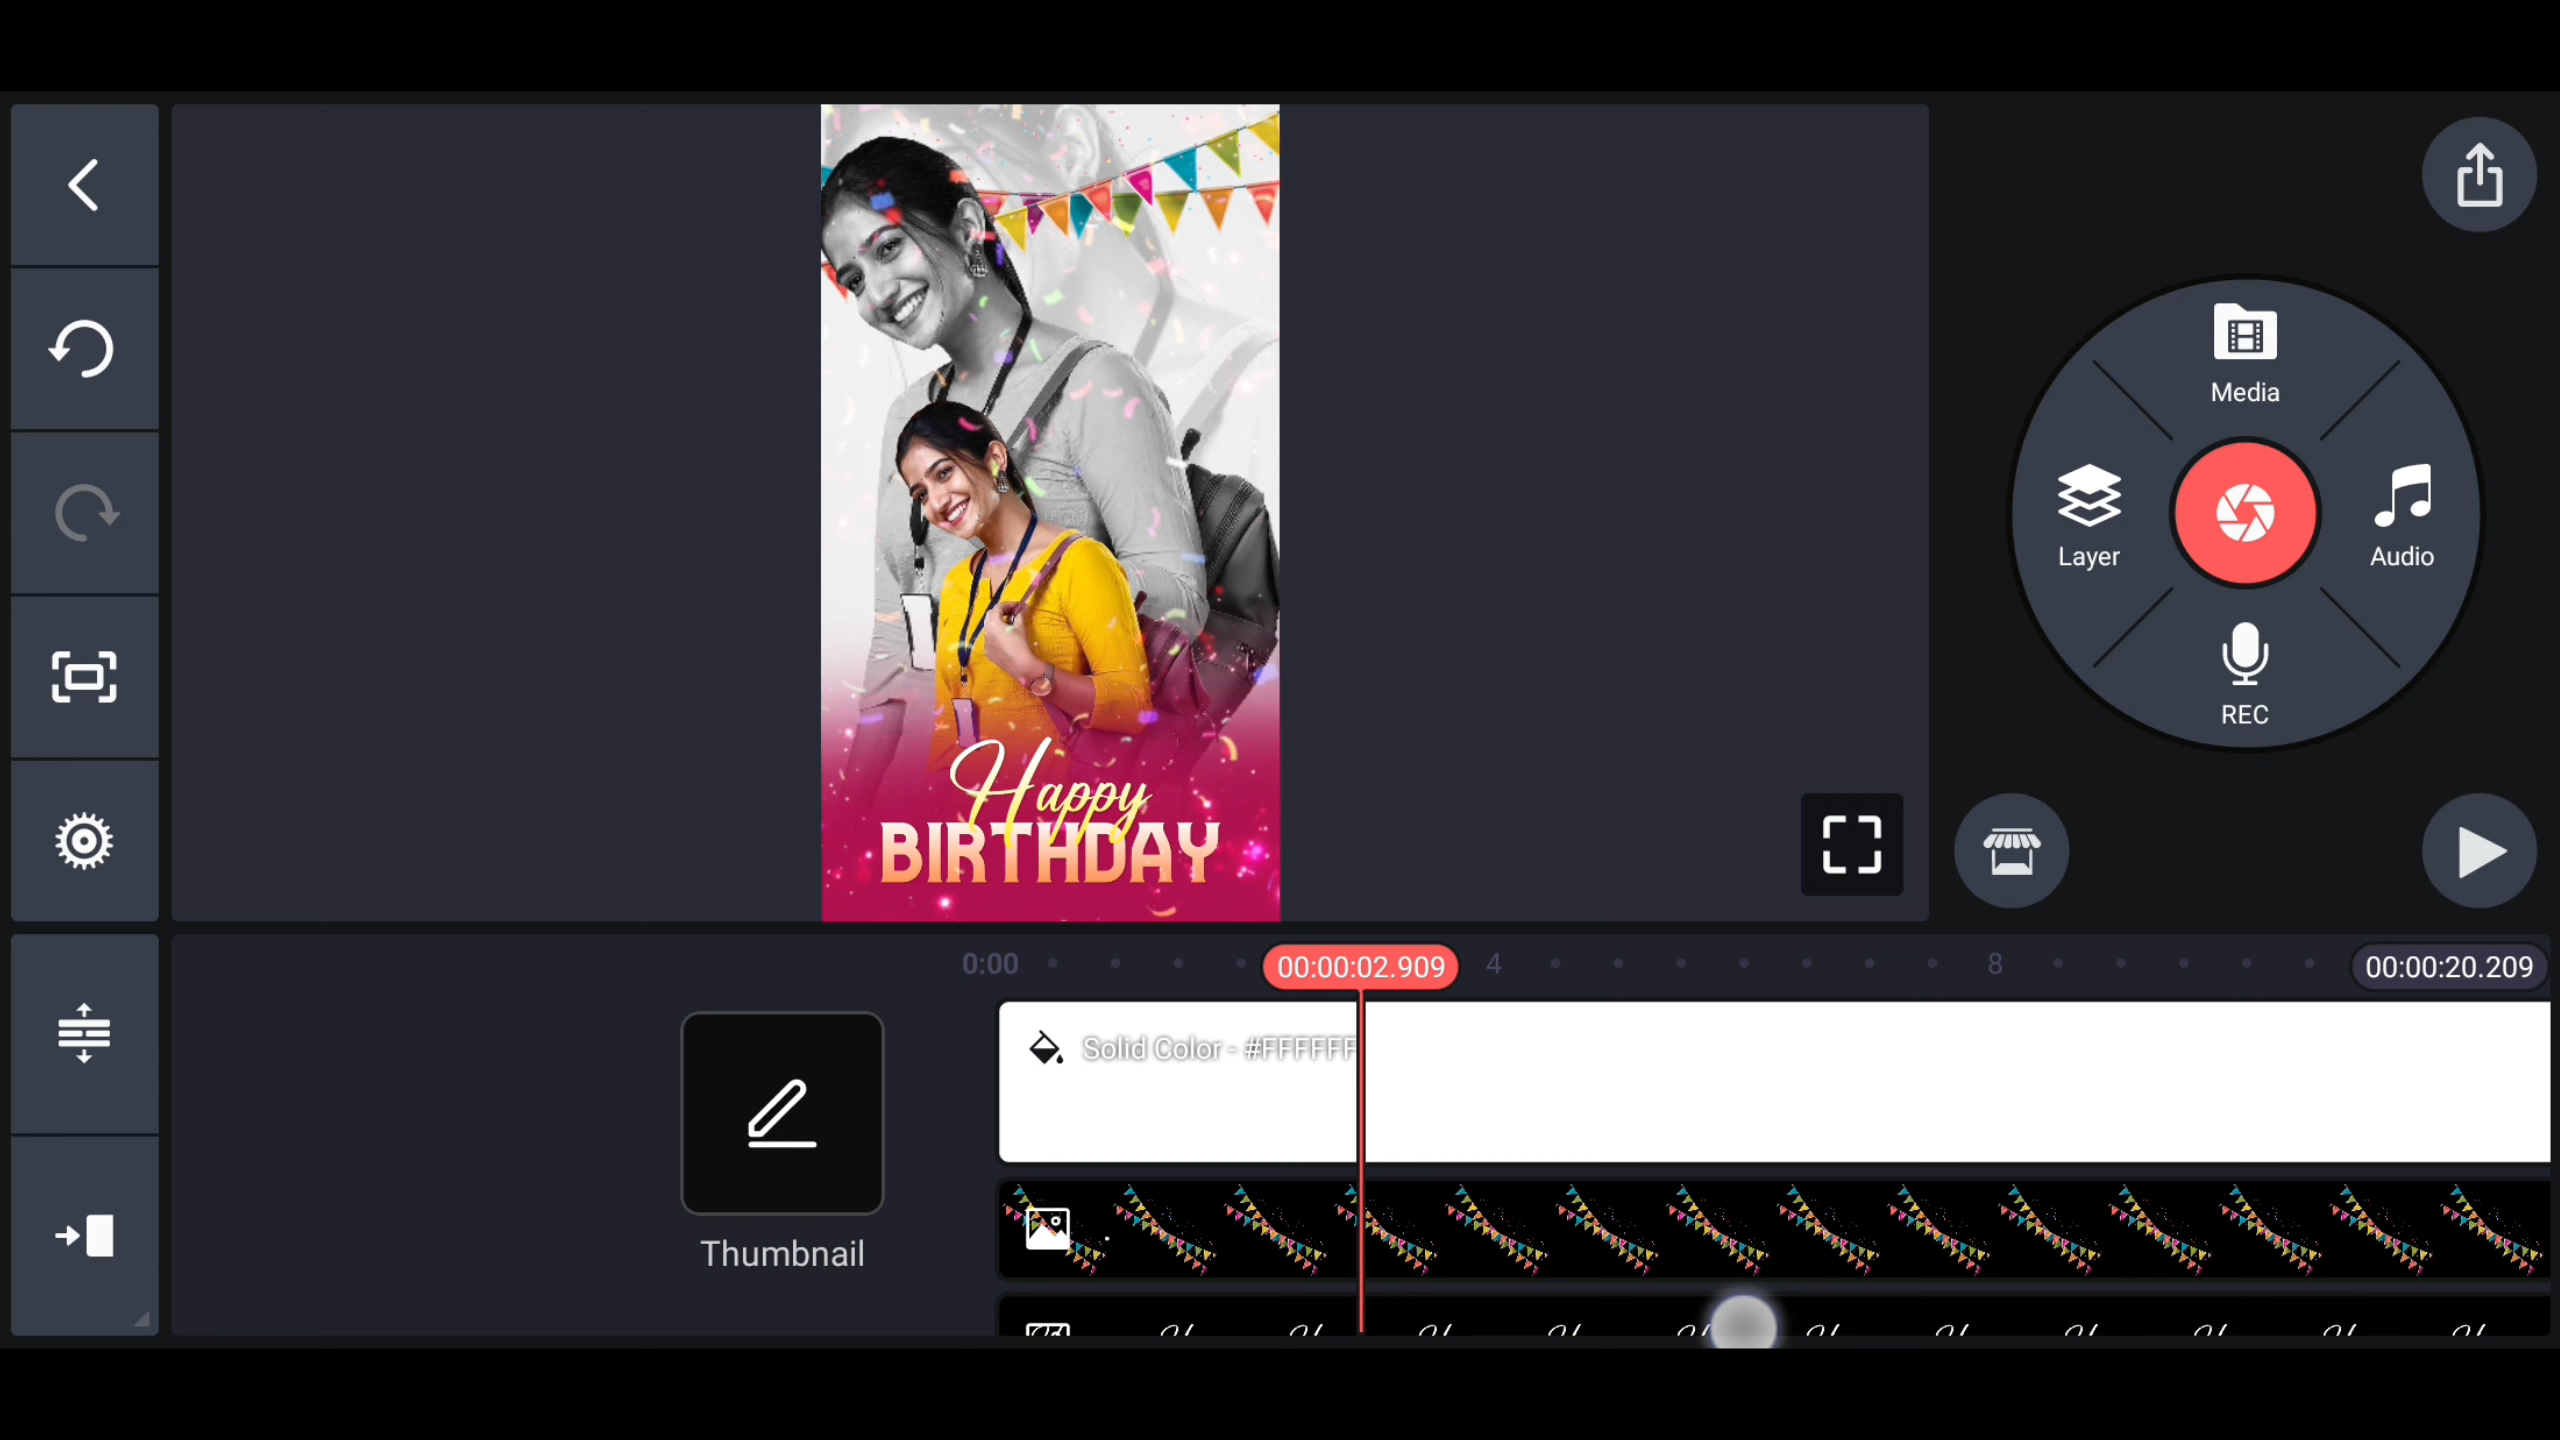 Media
Layer
Audio
REC
Happy
BIRTHDAY
0:00
00:00:02.909
4
8
00:00:20.209
Solid Color - #FFFFFF
Thumbnail